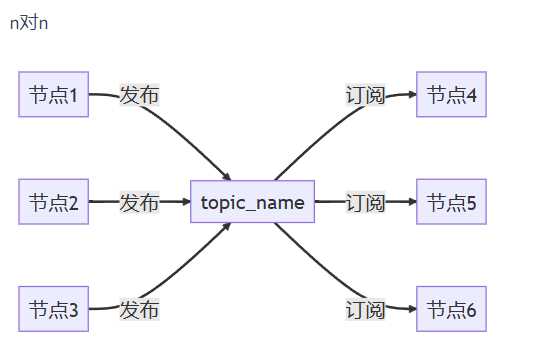 n对n
节点1
发布
订阅
节点4
节点2
发布
topic_name
订阅
节点5
节点3
发布
订阅
节点6